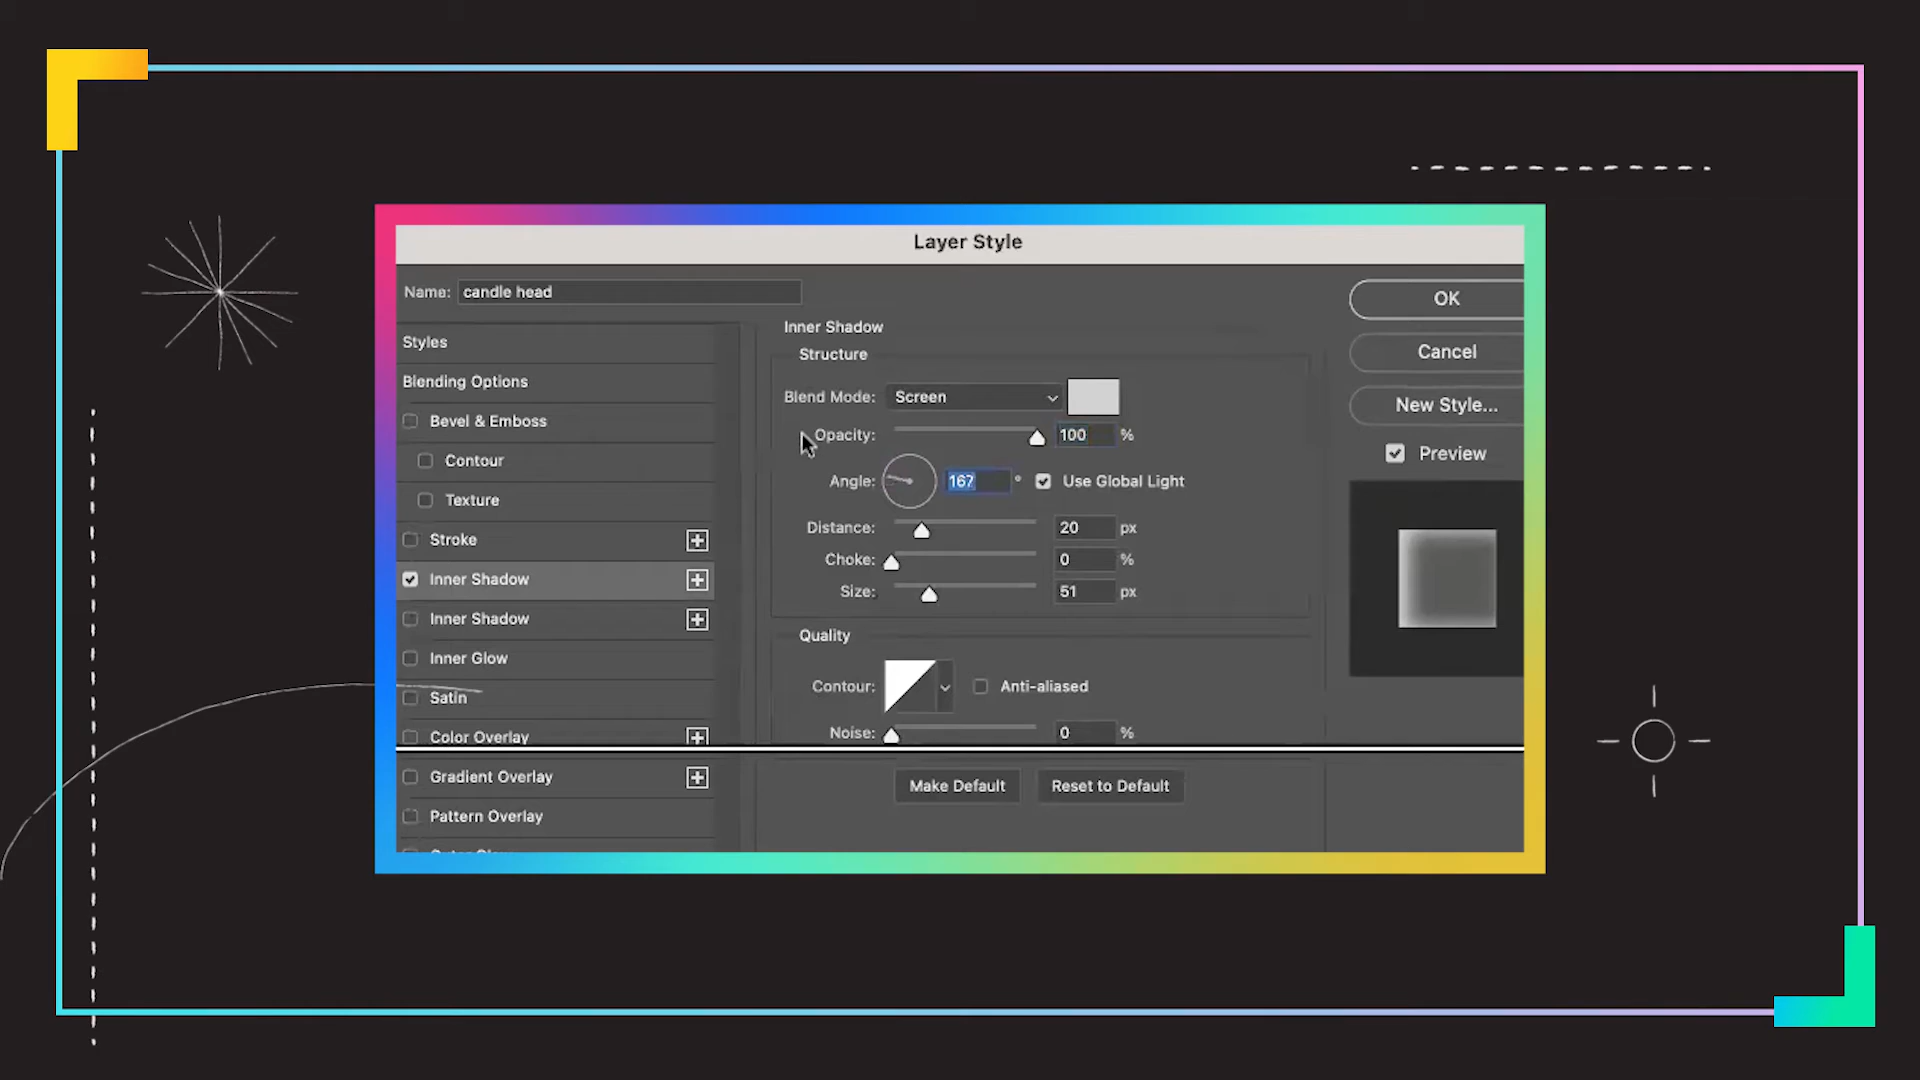 Layer Style
Name: candle head
OK
Cancel
New Style...
Preview
Styles
Blending Options
Bevel & Emboss
Contour
Texture
Stroke
Inner Shadow
Inner Shadow
Inner Glow
Satin
Color Overlay
Gradient Overlay
Pattern Overlay
Inner Shadow
Structure
Blend Mode: Screen
Opacity: 100 %
Angle: 167 ° Use Global Light
Distance: 20 px
Choke: 0 %
Size: 51 px
Quality
Contour: Anti-aliased
Noise: 0 %
Make Default Reset to Default